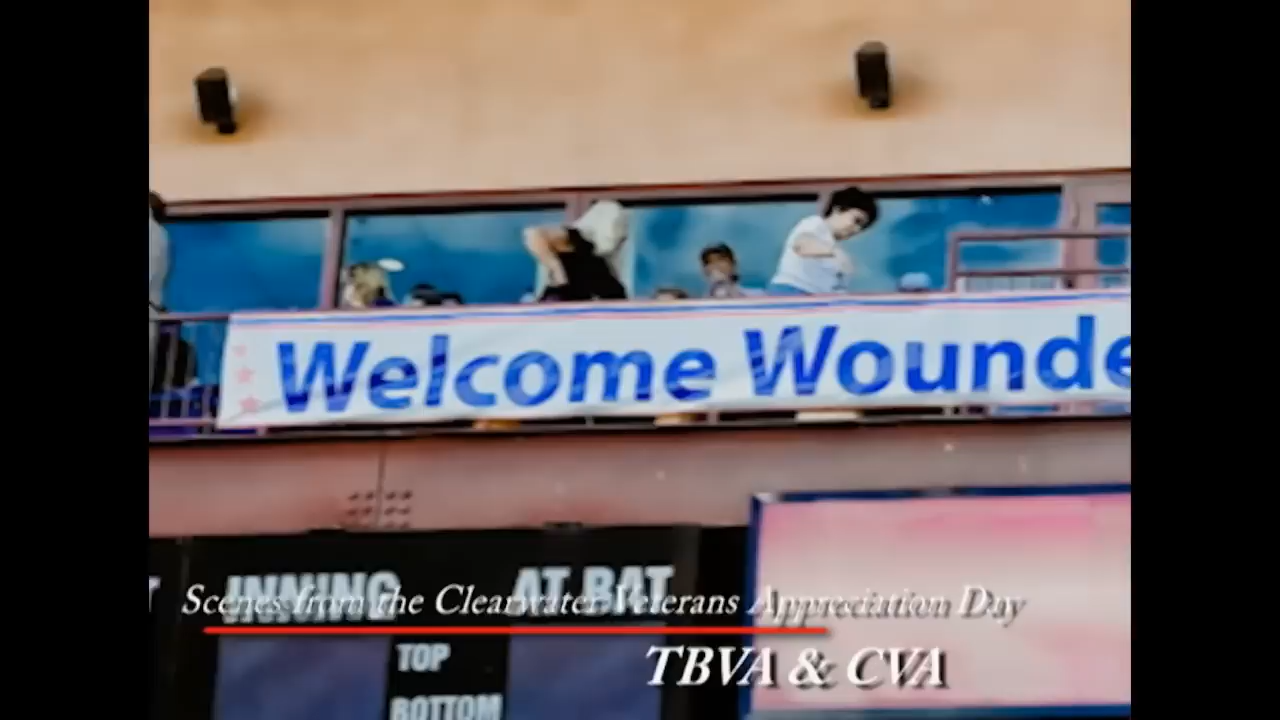 Welcome Wounde
INNING
AT BAT
Scenes from the Clearwater Veterans Appreciation Day
TOP
TBVA & CVA
BOTTOM